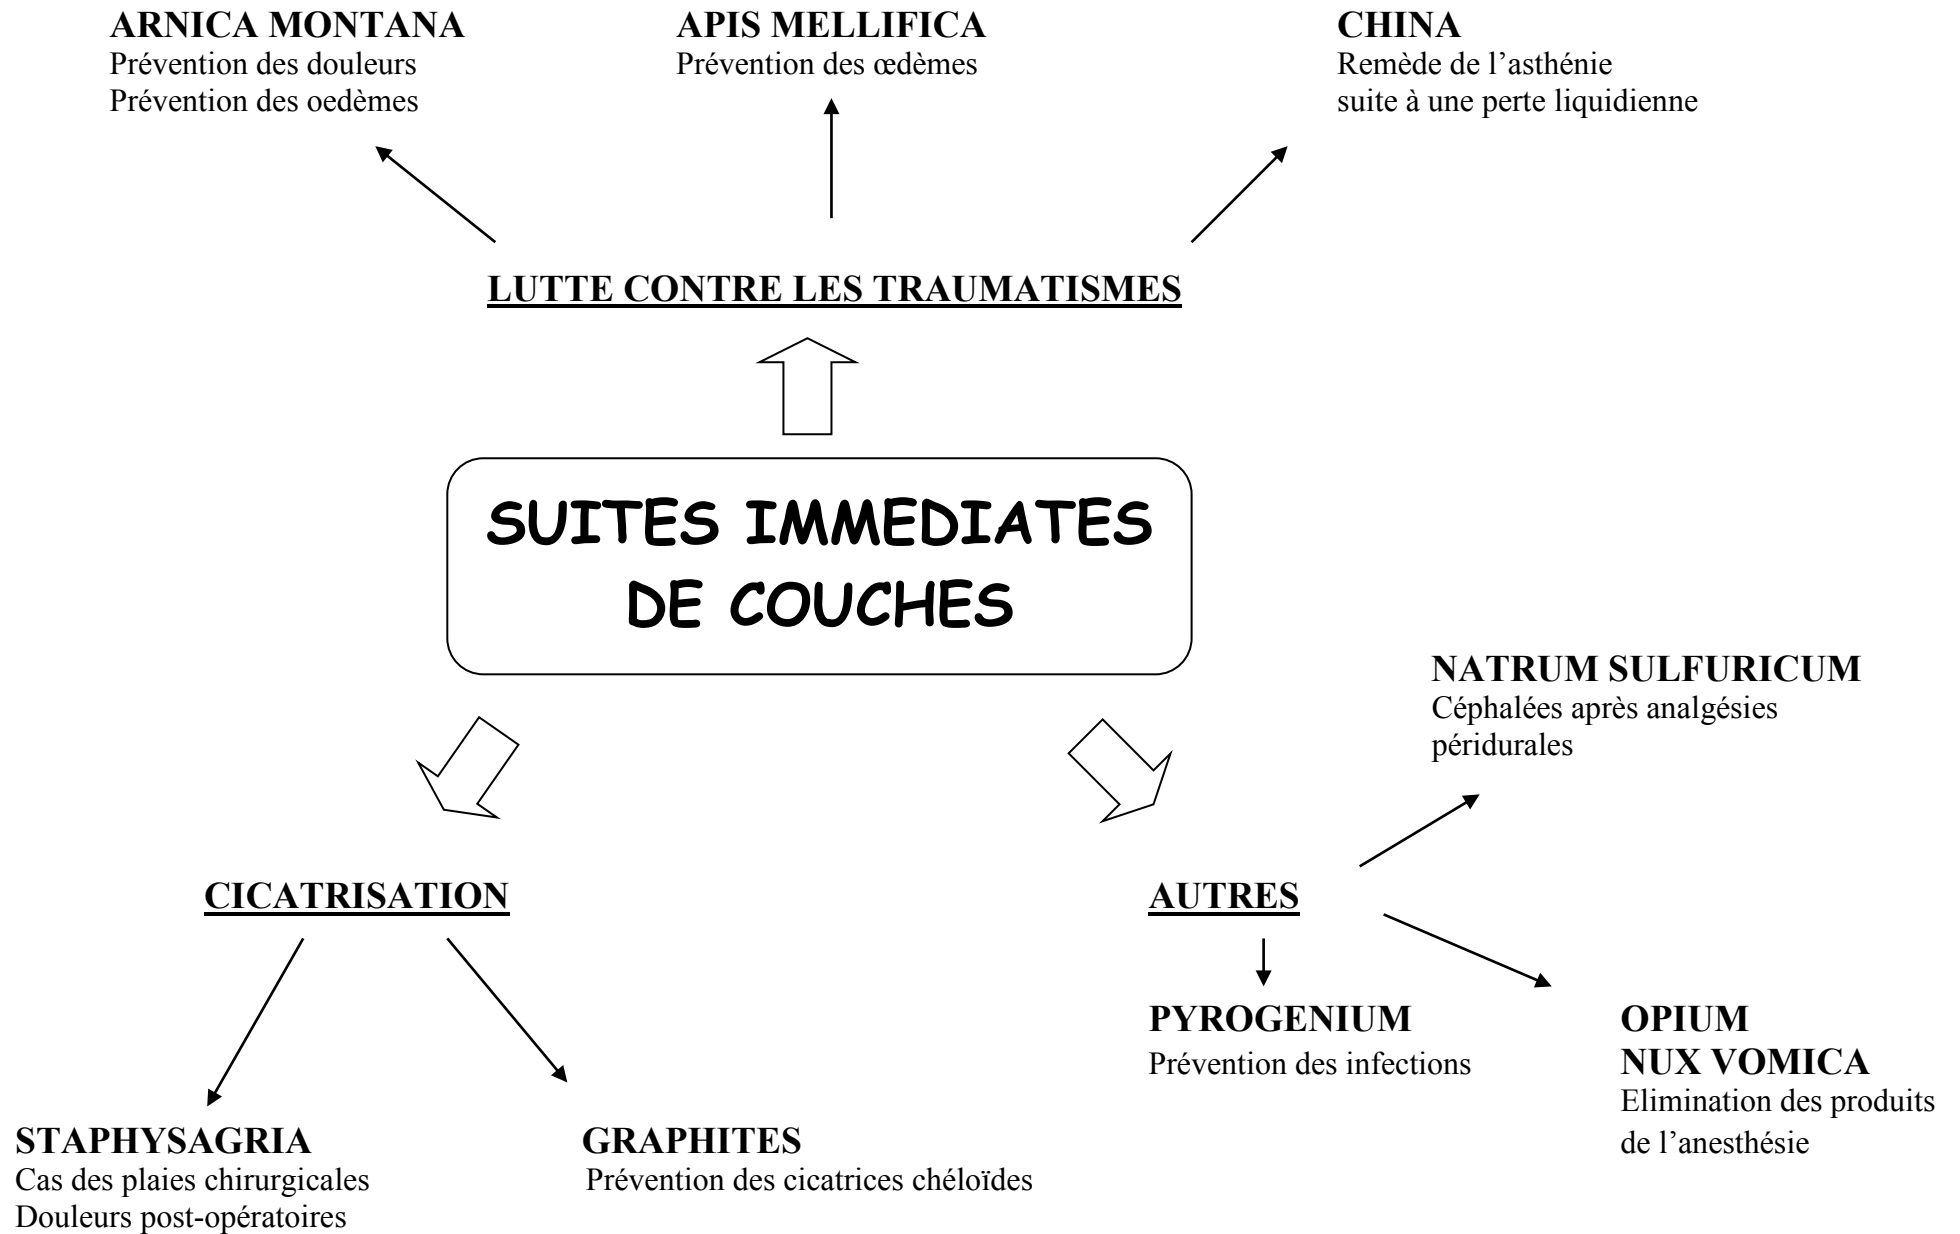 ARNICA MONTANA
Prévention des douleurs
Prévention des oedèmes
APIS MELLIFICA
Prévention des œdèmes
CHINA
Remède de l’asthénie
suite à une perte liquidienne
LUTTE CONTRE LES TRAUMATISMES
SUITES IMMEDIATES
DE COUCHES
NATRUM SULFURICUM
Céphalées après analgésies
péridurales
CICATRISATION
AUTRES
PYROGENIUM
Prévention des infections
OPIUM
NUX VOMICA
Elimination des produits
de l’anesthésie
STAPHYSAGRIA
Cas des plaies chirurgicales
Douleurs post-opératoires
GRAPHITES
Prévention des cicatrices chéloïdes